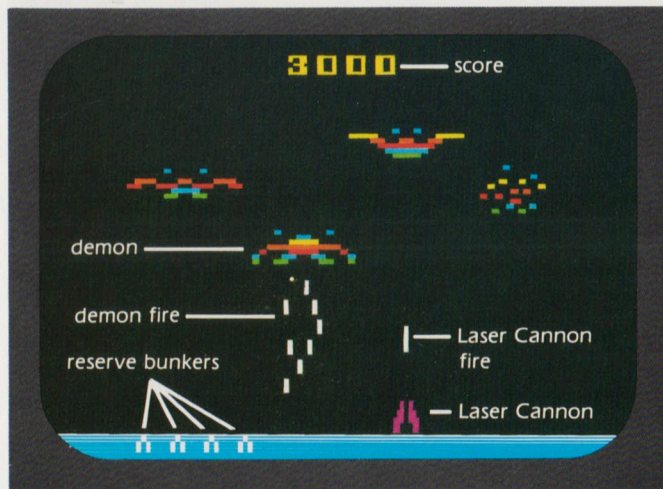 3000 score
demon
demon fire
Laser Cannon
fire
reserve bunkers
Laser Cannon